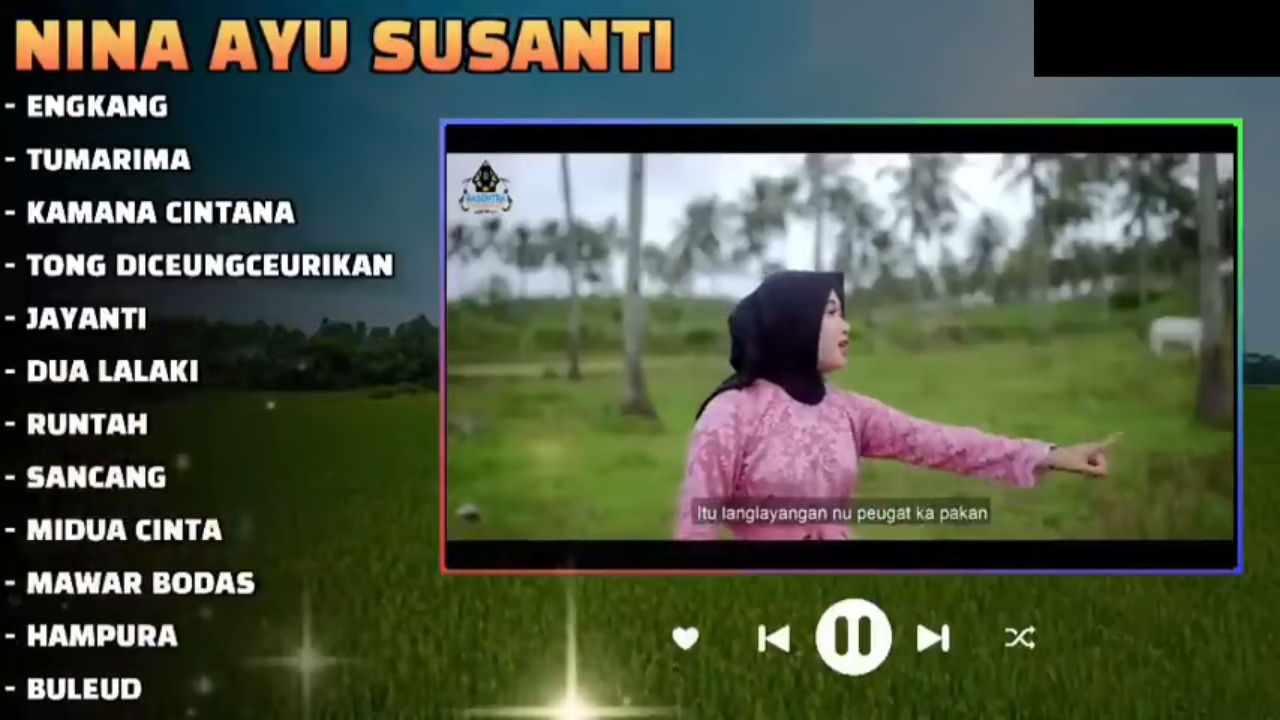 NINA AYU SUSANTI
- ENGKANG
- TUMARIMA
- KAMANA CINTANA
- TONG DICEUNGCEURIKAN
- JAYANTI
- DUA LALAKI
- RUNTAH
- SANCANG
- MIDUA CINTA
- MAWAR BODAS
- HAMPURA
- BULEUD
Itu langlayangan nu peugat ka pakan